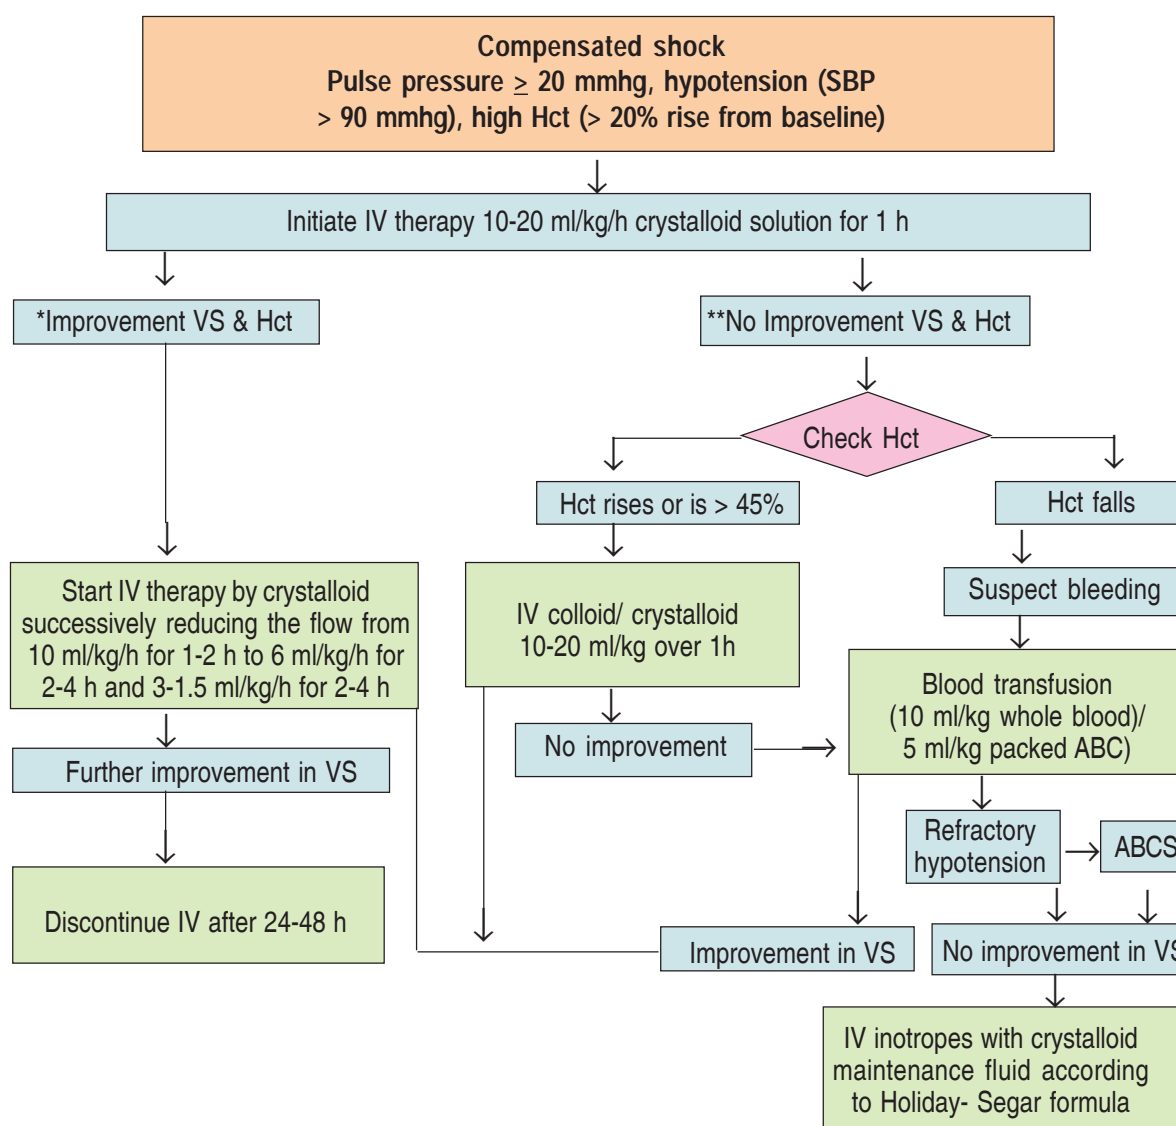 Compensated shock
Pulse pressure ≥ 20 mmhg, hypotension (SBP
> 90 mmhg), high Hct (> 20% rise from baseline)
Initiate IV therapy 10-20 ml/kg/h crystalloid solution for 1 h
*Improvement VS & Hct
**No Improvement VS & Hct
Check Hct
Hct rises or is > 45%
Hct falls
Start IV therapy by crystalloid
successively reducing the flow from
10 ml/kg/h for 1-2 h to 6 ml/kg/h for
2-4 h and 3-1.5 ml/kg/h for 2-4 h
IV colloid/ crystalloid
10-20 ml/kg over 1h
Suspect bleeding
Blood transfusion
(10 ml/kg whole blood)/
5 ml/kg packed ABC)
No improvement
Further improvement in VS
Refractory
hypotension
ABCS
Discontinue IV after 24-48 h
Improvement in VS
No improvement in VS
IV inotropes with crystalloid
maintenance fluid according
to Holiday- Segar formula